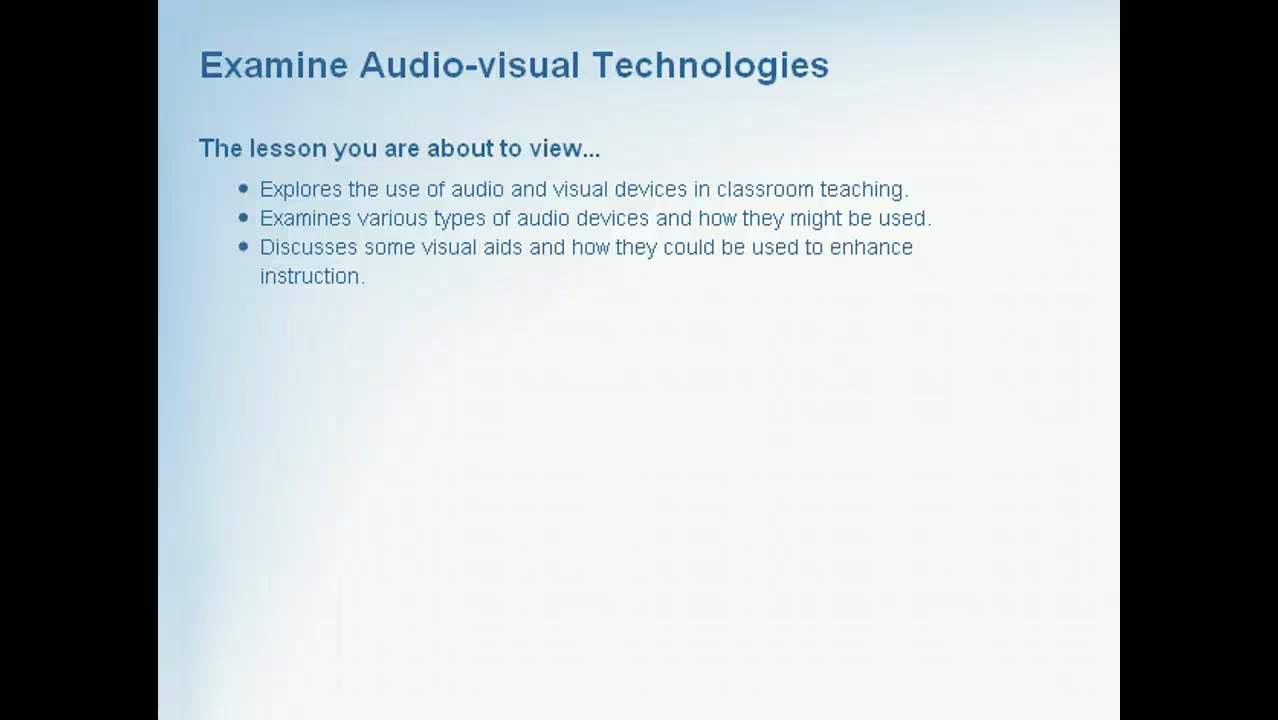 Examine Audio-visual Technologies
The lesson you are about to view...
• Explores the use of audio and visual devices in classroom teaching.
• Examines various types of audio devices and how they might be used.
• Discusses some visual aids and how they could be used to enhance
instruction.